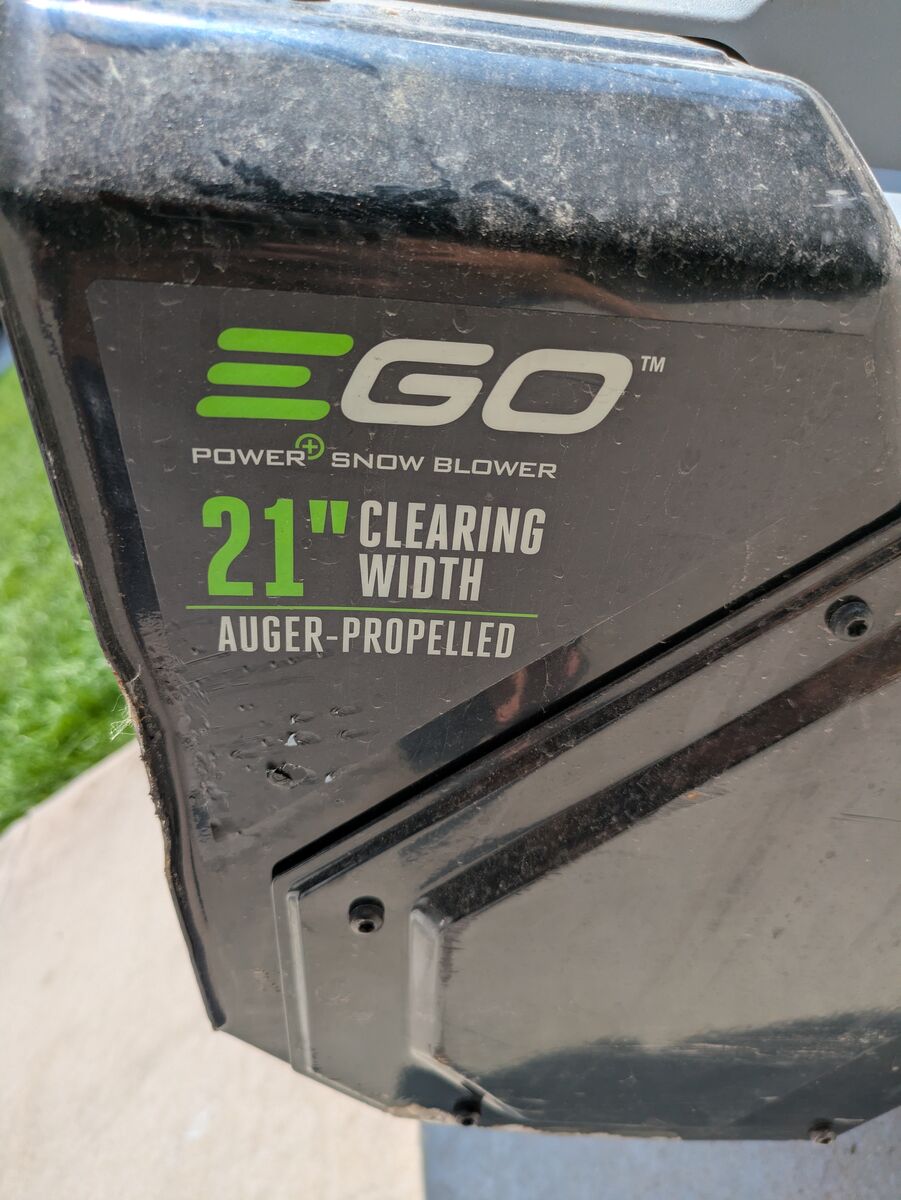 EGO™
POWER+ SNOW BLOWER
21" CLEARING
WIDTH
AUGER-PROPELLED